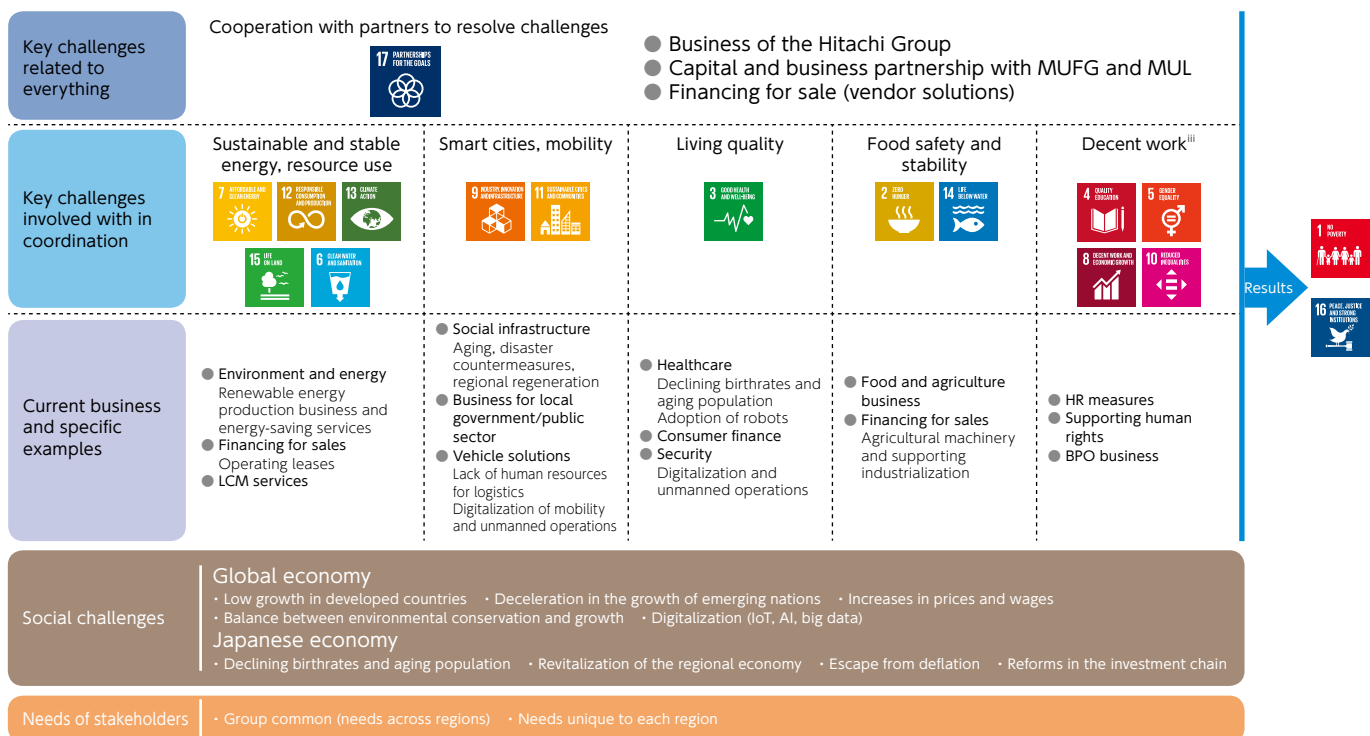 Key challenges
related to
everything
Cooperation with partners to resolve challenges
17 PARTNERSHIPS
FOR THE GOALS
● Business of the Hitachi Group
● Capital and business partnership with MUFG and MUL
● Financing for sale (vendor solutions)
Key challenges
involved with in
coordination
Sustainable and stable
energy, resource use
7 AFFORDABLE AND
CLEAN ENERGY
12 RESPONSIBLE
CONSUMPTION
AND PRODUCTION
13 CLIMATE
ACTION
15 LIFE
ON LAND
6 CLEAN WATER
AND SANITATION
Smart cities, mobility
9 INDUSTRY, INNOVATION
AND INFRASTRUCTURE
11 SUSTAINABLE CITIES
AND COMMUNITIES
Living quality
3 GOOD HEALTH
AND WELL-BEING
Food safety and
stability
2 ZERO
HUNGER
14 LIFE
BELOW WATER
Decent workiii
4 QUALITY
EDUCATION
5 GENDER
EQUALITY
8 DECENT WORK AND
ECONOMIC GROWTH
10 REDUCED
INEQUALITIES
Results
1 NO
POVERTY
16 PEACE, JUSTICE
AND STRONG
INSTITUTIONS
Current business
and specific
examples
● Environment and energy
Renewable energy
production business and
energy-saving services
● Financing for sales
Operating leases
● LCM services
● Social infrastructure
Aging, disaster
countermeasures,
regional regeneration
● Business for local
government/public
sector
● Vehicle solutions
Lack of human resources
for logistics
Digitalization of mobility
and unmanned operations
● Healthcare
Declining birthrates and
aging population
Adoption of robots
● Consumer finance
● Security
Digitalization and
unmanned operations
● Food and agriculture
business
● Financing for sales
Agricultural machinery
and supporting
industrialization
● HR measures
● Supporting human
rights
● BPO business
Social challenges
Global economy
・Low growth in developed countries ・Deceleration in the growth of emerging nations ・Increases in prices and wages
・Balance between environmental conservation and growth ・Digitalization (IoT, AI, big data)
Japanese economy
・Declining birthrates and aging population ・Revitalization of the regional economy ・Escape from deflation ・Reforms in the investment chain
Needs of stakeholders
・Group common (needs across regions) ・Needs unique to each region